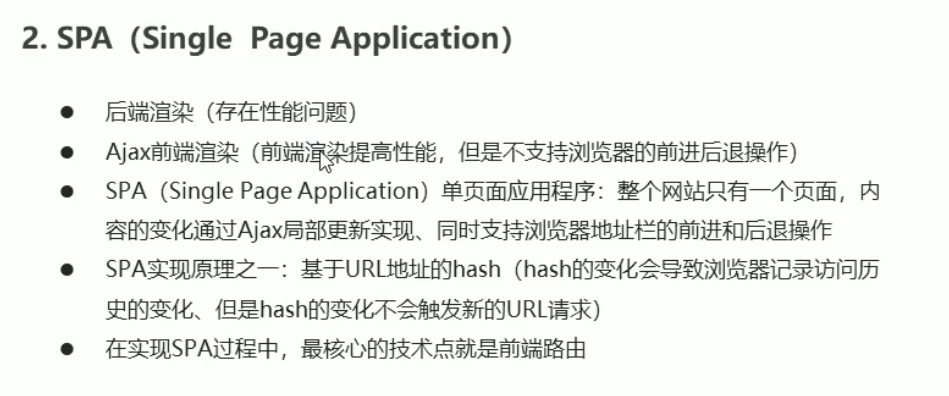 2. SPA（Single Page Application）
● 后端渲染（存在性能问题）
● Ajax前端渲染（前端渲染提高性能，但是不支持浏览器的前进后退操作）
● SPA（Single Page Application）单页面应用程序：整个网站只有一个页面，内
容的变化通过Ajax局部更新实现、同时支持浏览器地址栏的前进和后退操作
● SPA实现原理之一：基于URL地址的hash（hash的变化会导致浏览器记录访问历
史的变化、但是hash的变化不会触发新的URL请求）
● 在实现SPA过程中，最核心的技术点就是前端路由